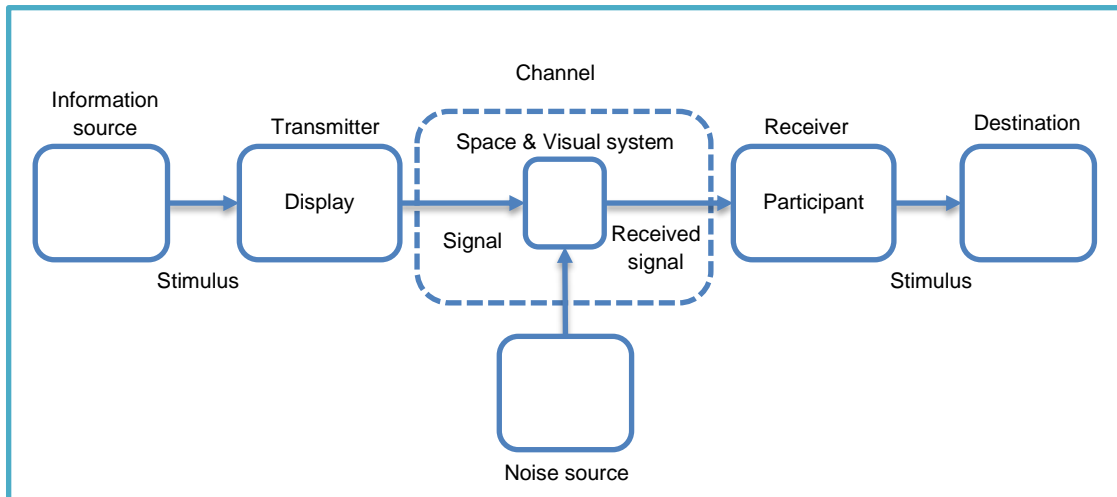 Channel
Information
source
Transmitter
Space & Visual system
Receiver
Destination
Display
Participant
Signal
Received
signal
Stimulus
Stimulus
Noise source